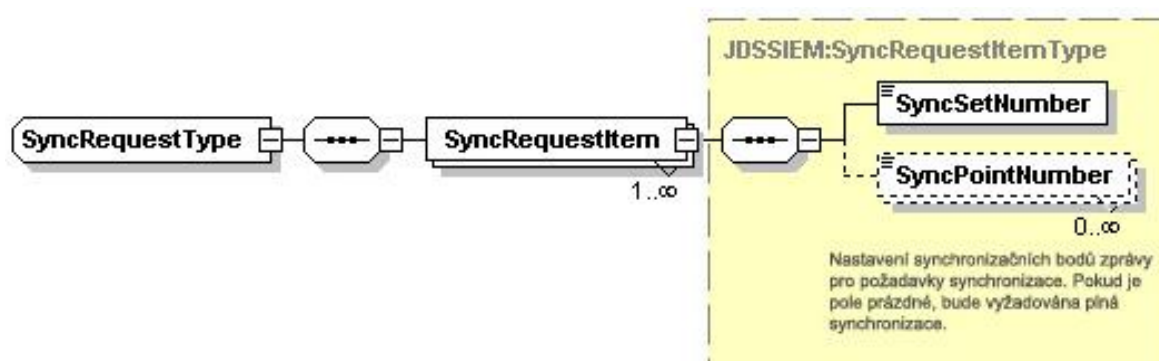 JDSSIEM:SyncRequestItemType
SyncRequestType
SyncRequestItem
1..∞
SyncSetNumber
SyncPointNumber
0..∞
Nastavení synchronizačních bodů zprávy
pro požadavky synchronizace. Pokud je
pole prázdné, bude vyžadována plná
synchronizace.